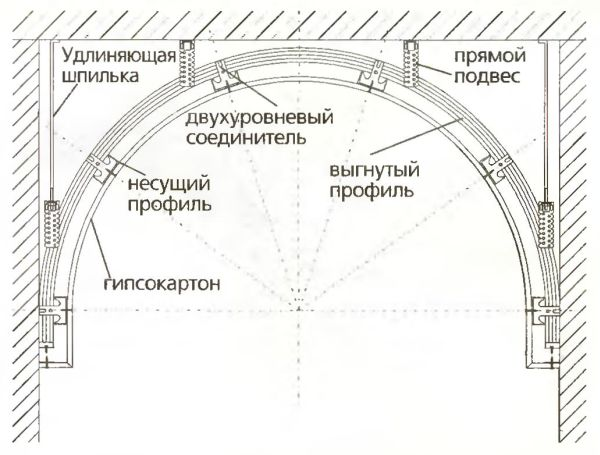 Удлиняющая
шпилька
прямой
подвес
двухуровневый
соединитель
несущий
профиль
выгнутый
профиль
гипсокартон